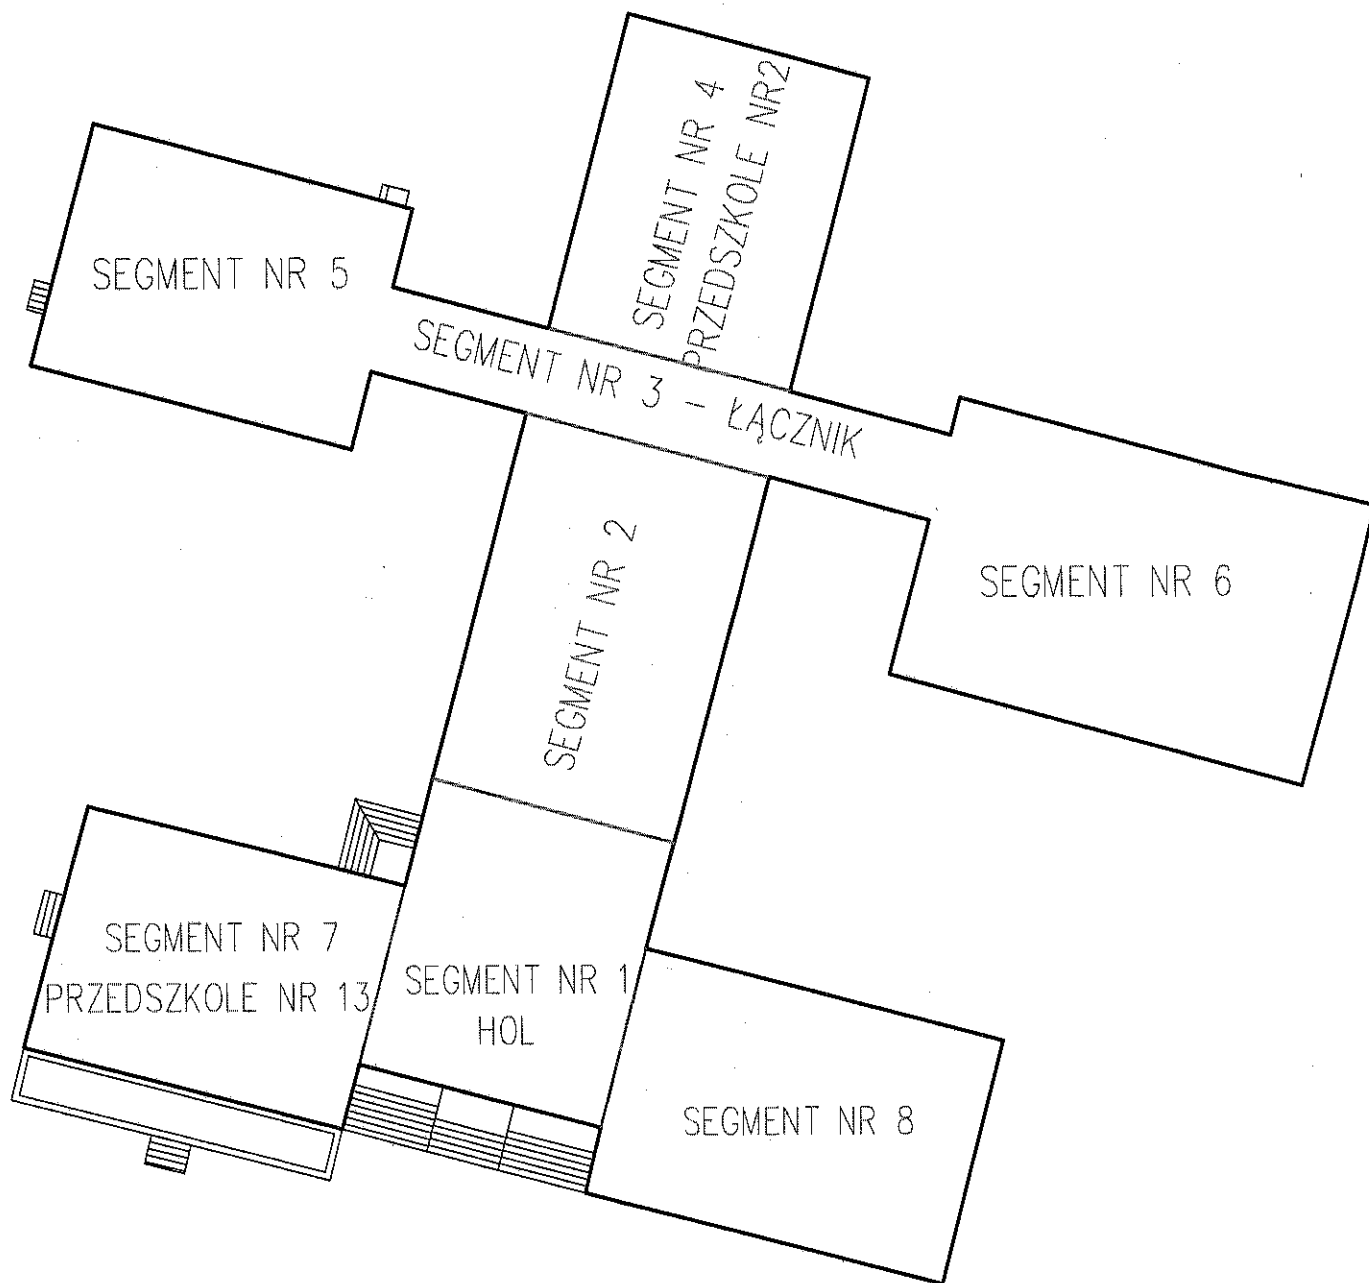 SEGMENT NR 4
PRZEDSZKOLE NR2
SEGMENT NR 5
SEGMENT NR 3 - ŁĄCZNIK
SEGMENT NR 2
SEGMENT NR 6
SEGMENT NR 7
PRZEDSZKOLE NR 13
SEGMENT NR 1
HOL
SEGMENT NR 8